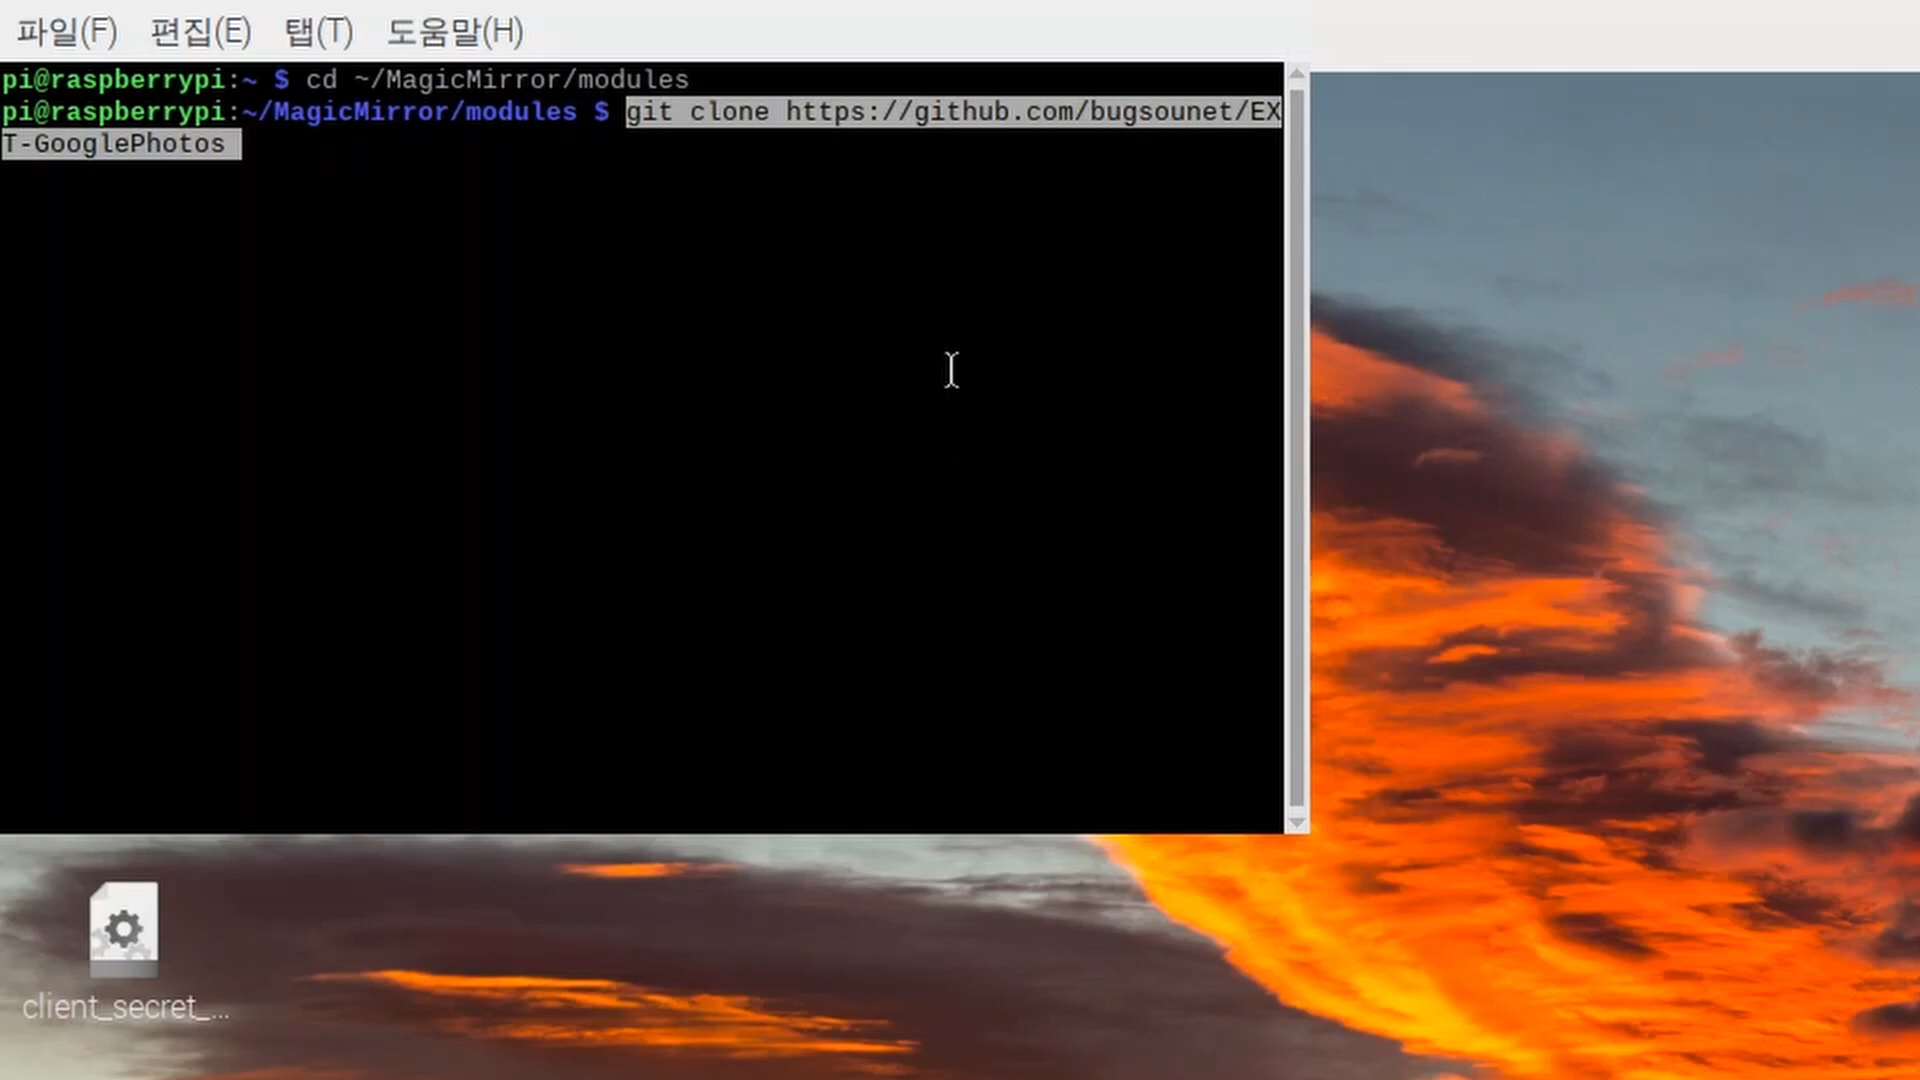 파일(F) 편집(E) 탭(T) 도움말(H)
pi@raspberrypi:~ $ cd ~/MagicMirror/modules
pi@raspberrypi:~/MagicMirror/modules $ git clone https://github.com/bugsounet/EX
T-GooglePhotos
client_secret_...